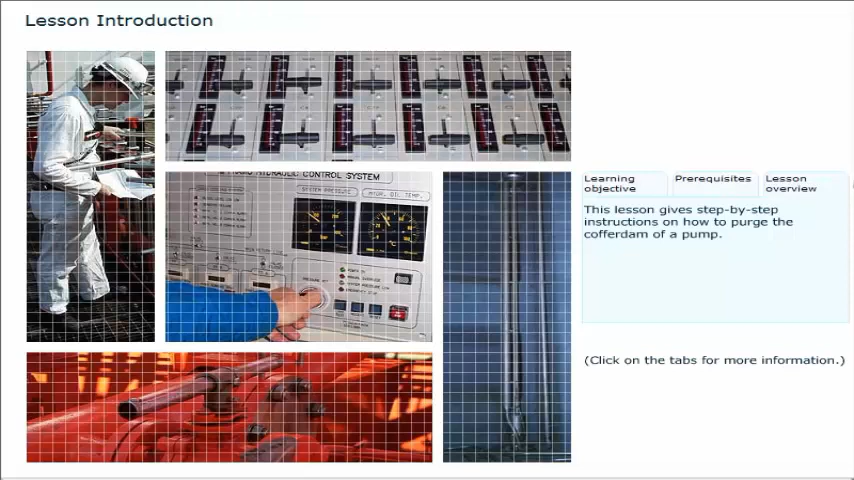 Lesson Introduction
HYDRAULIC CONTROL SYSTEM
SYSTEM PRESSURE
HYDR. OIL TEMP.
Learning objective
Prerequisites
Lesson overview
This lesson gives step-by-step
instructions on how to purge the
cofferdam of a pump.
(Click on the tabs for more information.)